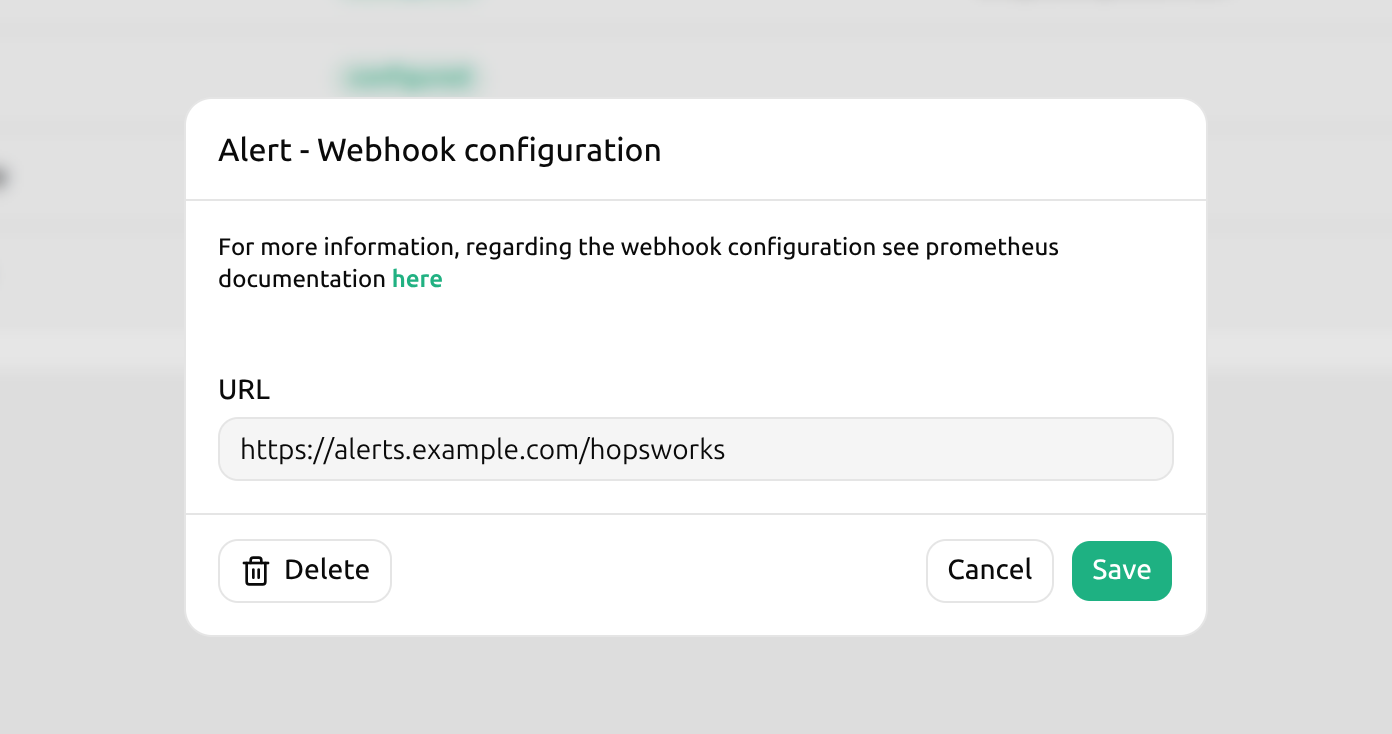 Alert - Webhook configuration
For more information, regarding the webhook configuration see prometheus
documentation here
URL
https://alerts.example.com/hopsworks
Delete
Cancel
Save